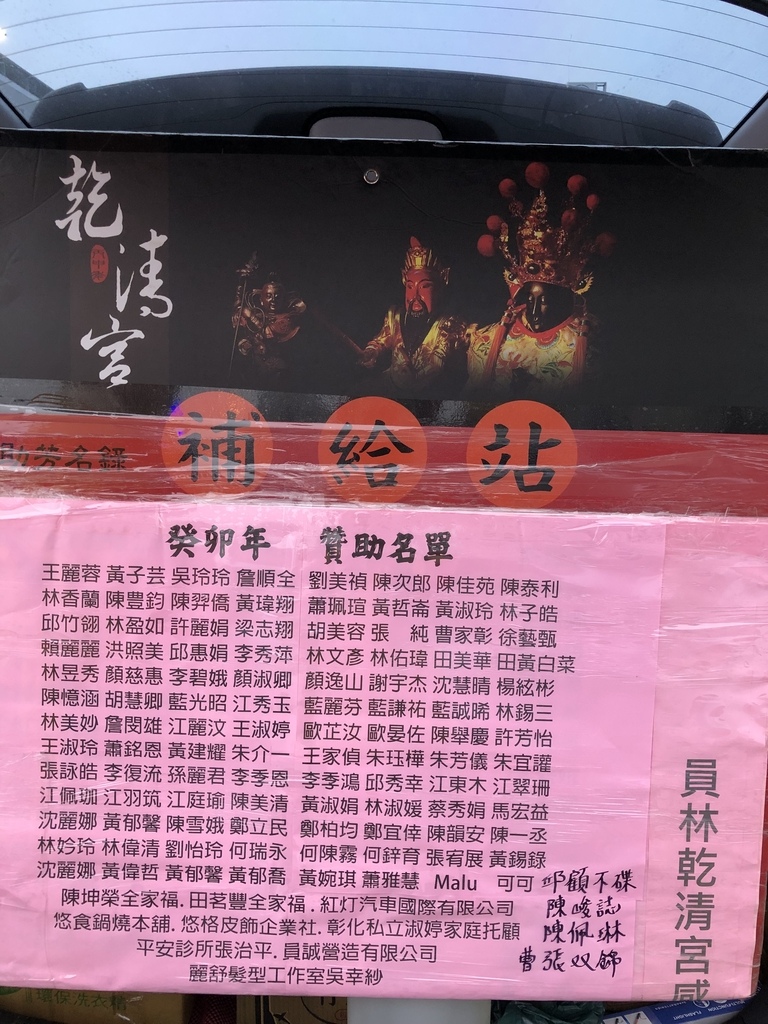 乾清宮
補給站
助勞名錄
癸卯年 贊助名單
王麗蓉 黃子芸 吳玲玲 詹順全 劉美禎 陳次郎 陳佳苑 陳泰利
林香蘭 陳豊鈞 陳羿僑 黃瑋翔 蕭珮瑄 黃哲崙 黃淑玲 林子皓
邱竹翎 林盈如 許麗娟 梁志翔 胡美容 張 純 曹家彰 徐藝甄
賴麗麗 洪照美 邱惠娟 李秀萍 林文彥 林佑瑋 田美華 田黃白菜
林昱秀 顏慈惠 李碧娥 顏淑卿 顏逸山 謝宇杰 沈慧晴 楊絃彬
陳憶涵 胡慧卿 藍光昭 江秀玉 藍麗芬 藍謙祐 藍誠晞 林錫三
林美妙 詹閔雄 江麗汶 王淑婷 歐芷汝 歐晏佐 陳舉慶 許芳怡
王淑玲 蕭銘恩 黃建耀 朱介一 王家偵 朱珏樺 朱芳儀 朱宜讙
張詠皓 李復流 孫麗君 李季恩 李季鴻 邱秀幸 江東木 江翠珊
江佩珈 江羽筑 江庭瑜 陳美清 黃淑娟 林淑媛 蔡秀娟 馬宏益
沈麗娜 黃郁馨 陳雪娥 鄭立民 鄭柏均 鄭宜倖 陳韻安 陳一丞
林姈玲 林偉清 劉怡玲 何瑞永 何陳霧 何錊育 張宥展 黃錫錄
沈麗娜 黃偉哲 黃郁馨 黃郁喬 黃婉琪 蕭雅慧 Malu 可可 邱顧不碟
陳坤榮全家福.田茗豐全家福.紅灯汽車國際有限公司 陳峻誌
悠食鍋燒本舖.悠格皮飾企業社.彰化私立淑婷家庭托顧 陳佩琳
平安診所張治平.員誠營造有限公司 曹張奴錦
麗舒髮型工作室吳幸紗
員林乾清宮感
環保洗衣精